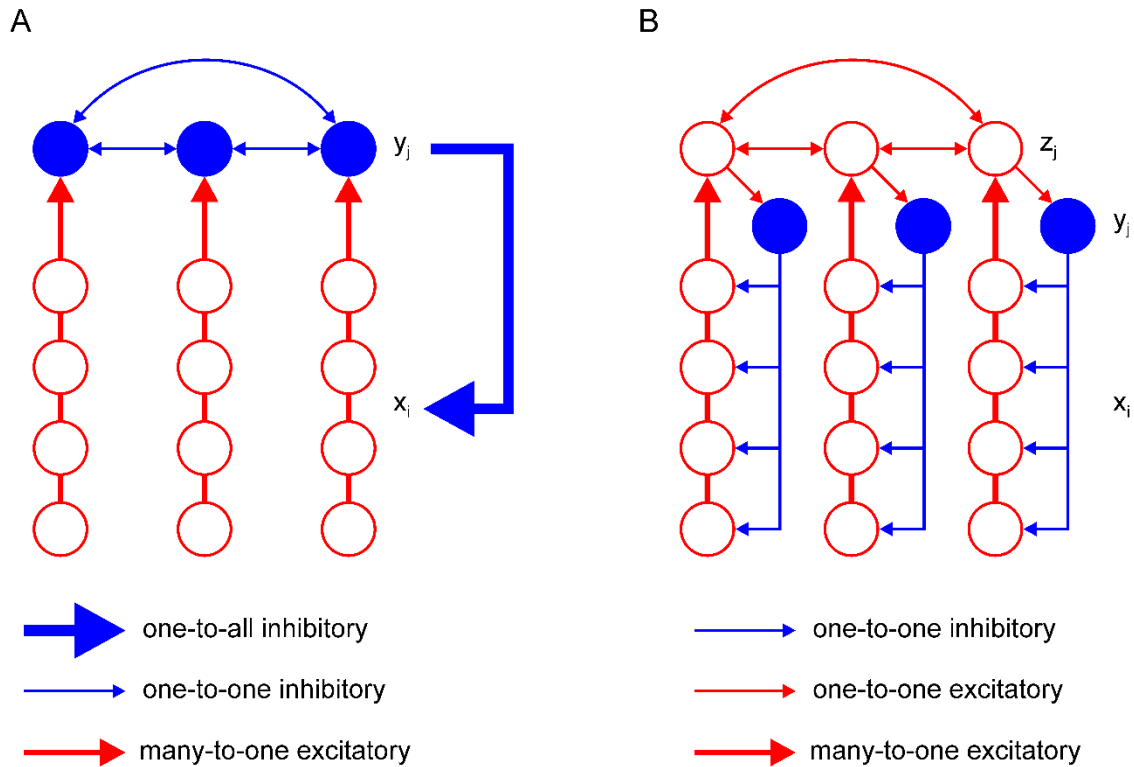 A
B
y_j
z_j
y_j
x_i
x_i
one-to-all inhibitory
one-to-one inhibitory
one-to-one inhibitory
one-to-one excitatory
many-to-one excitatory
many-to-one excitatory